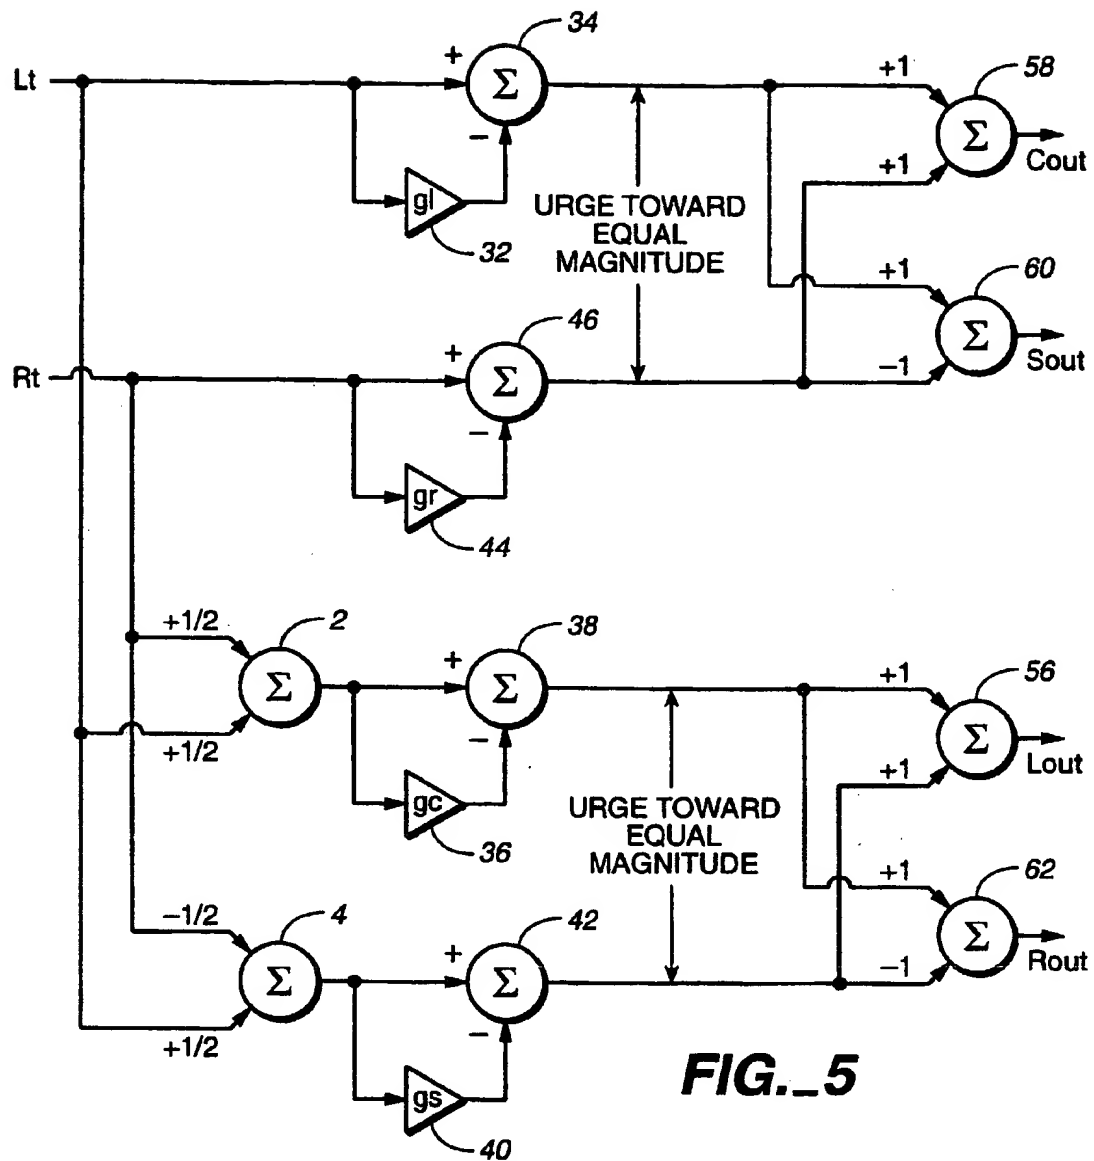 34
Lt
+
Σ
+1
58
−
Σ
Cout
gl
+1
URGE TOWARD
EQUAL
MAGNITUDE
32
46
+1
60
Rt
+
Σ
Σ
Sout
−1
−
gr
44
+1/2
2
38
+
Σ
Σ
+1
56
+1/2
−
Σ
Lout
gc
+1
URGE TOWARD
EQUAL
MAGNITUDE
36
−1/2
4
42
+1
62
+
Σ
Σ
Σ
Rout
−1
+1/2
−
gs
40
FIG._5